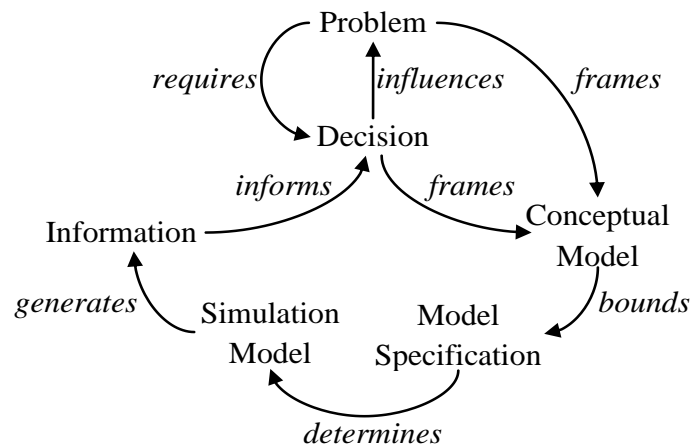 Problem
requires
influences
frames
Decision
informs
frames
Information
Conceptual
Model
generates
Simulation
Model
Model
Specification
bounds
determines